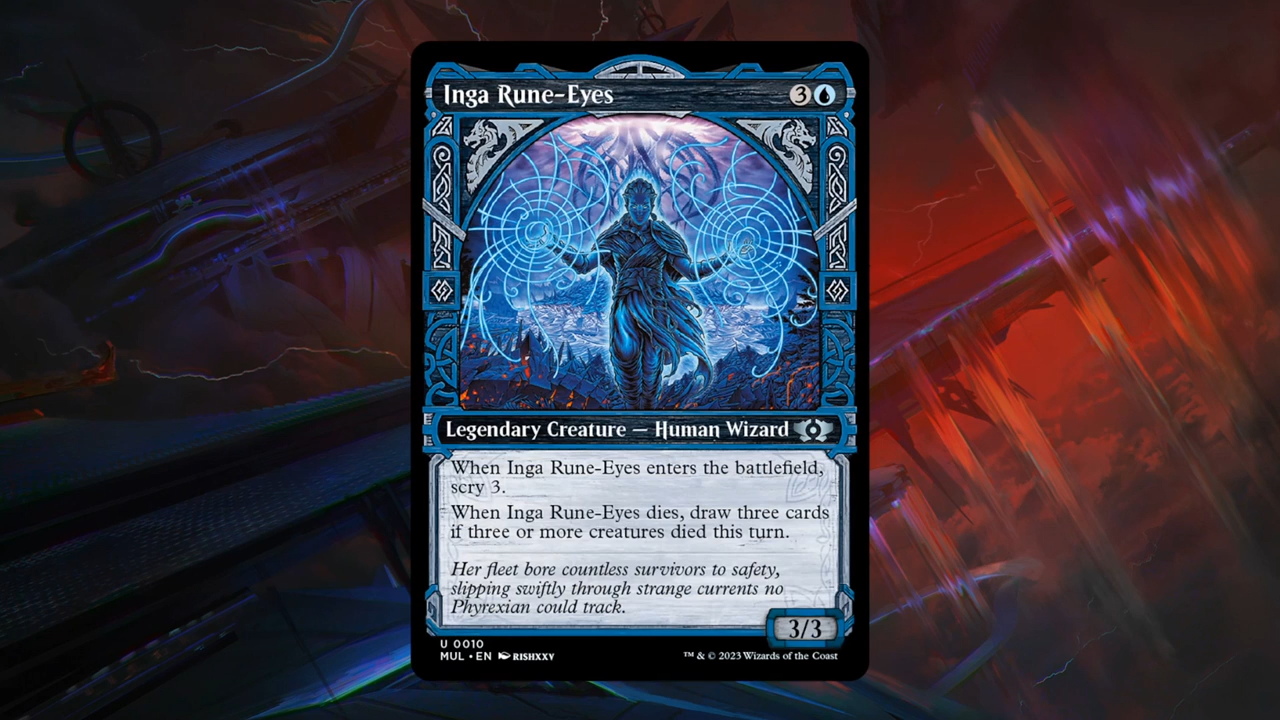 Inga Rune-Eyes 3
Legendary Creature — Human Wizard
When Inga Rune-Eyes enters the battlefield,
scry 3.
When Inga Rune-Eyes dies, draw three cards
if three or more creatures died this turn.
Her fleet bore countless survivors to safety,
slipping swiftly through strange currents no
Phyrexian could track.
3/3
U 0010
MUL • EN RISHXXV ™ & © 2023 Wizards of the Coast